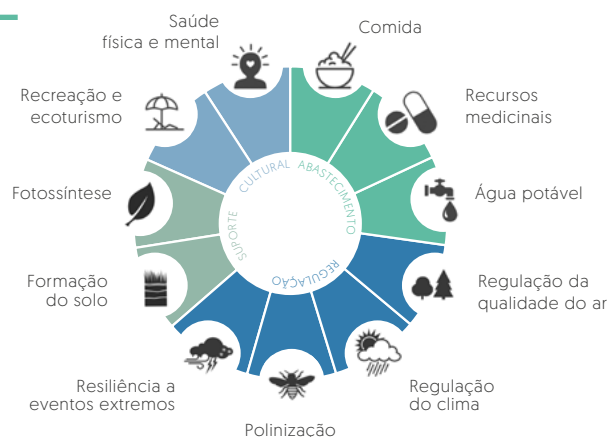 Saúde
física e mental
Comida
Recreação e
ecoturismo
Recursos
medicinais
Fotossíntese
Água potável
Formação
do solo
Regulação da
qualidade do ar
Resiliência a
eventos extremos
Regulação
do clima
Polinização
CULTURAL
ABASTECIMENTO
SUPORTE
REGULAÇÃO